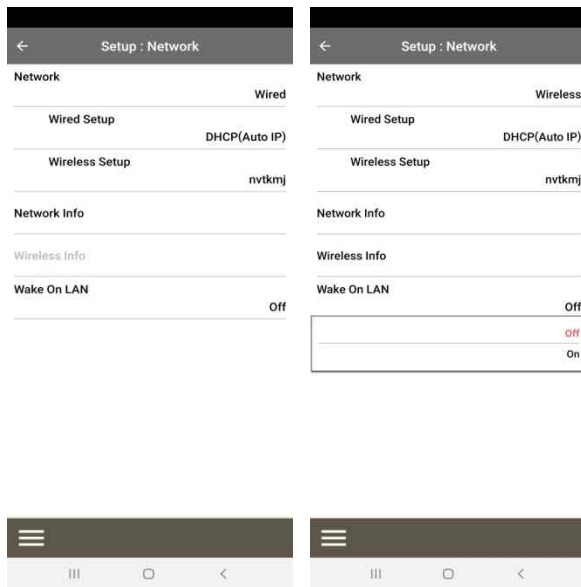 Setup : Network
Network
Wired
Wired Setup
DHCP(Auto IP)
Wireless Setup
nvtkmj
Network Info
Wireless Info
Wake On LAN
Off
Setup : Network
Network
Wireless
Wired Setup
DHCP(Auto IP)
Wireless Setup
nvtkmj
Network Info
Wireless Info
Wake On LAN
Off
Off
On